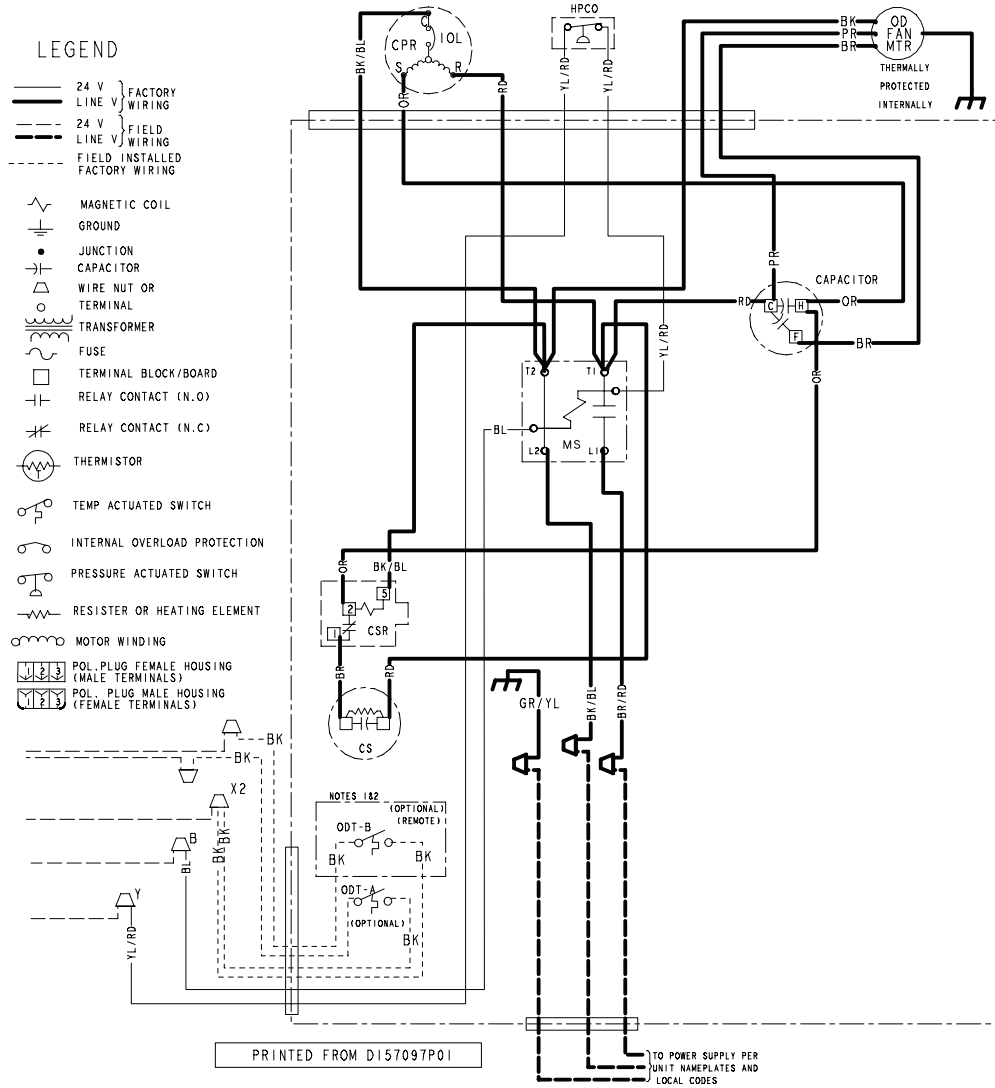 LEGEND
24 V
LINE V
FACTORY
WIRING
24 V
LINE V
FIELD
WIRING
FIELD INSTALLED
FACTORY WIRING
MAGNETIC COIL
GROUND
JUNCTION
CAPACITOR
WIRE NUT OR
TERMINAL
TRANSFORMER
FUSE
TERMINAL BLOCK/BOARD
RELAY CONTACT (N.O)
RELAY CONTACT (N.C)
THERMISTOR
TEMP ACTUATED SWITCH
INTERNAL OVERLOAD PROTECTION
PRESSURE ACTUATED SWITCH
RESISTER OR HEATING ELEMENT
MOTOR WINDING
1 2 3
POL.PLUG FEMALE HOUSING
(MALE TERMINALS)
1 2 3
POL. PLUG MALE HOUSING
(FEMALE TERMINALS)
BK/BL
C
CPR
IOL
S
R
OR
RD
HPCO
YL/RD
YL/RD
BK
PR
BR
OD
FAN
MTR
THERMALLY
PROTECTED
INTERNALLY
PR
CAPACITOR
RD
C
H
OR
F
BR
OR
YL/RD
T2
T1
BL
MS
L2
L1
OR
BK/BL
5
2
1
CSR
BR
RD
CS
GR/YL
BK/BL
BR/RD
BK
BK
X2
BK
BK
B
BL
Y
YL/RD
NOTES 1&2
(OPTIONAL)
(REMOTE)
ODT-B
BK
BK
ODT-A
(OPTIONAL)
BK
PRINTED FROM D157097P01
TO POWER SUPPLY PER
UNIT NAMEPLATES AND
LOCAL CODES